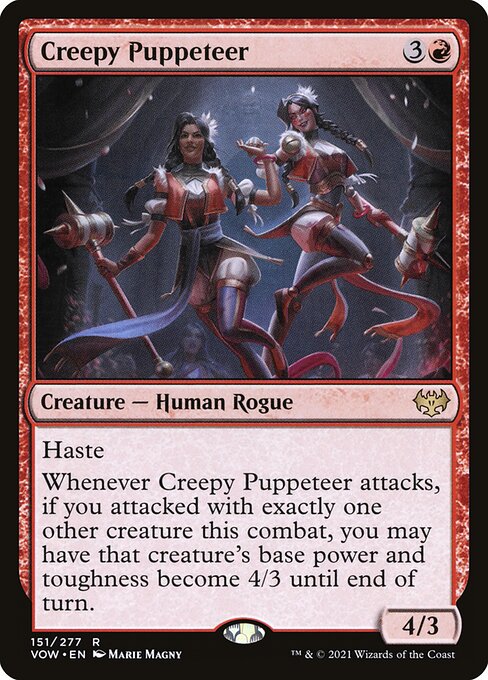 Creepy Puppeteer 3
Creature — Human Rogue
Haste
Whenever Creepy Puppeteer attacks,
if you attacked with exactly one
other creature this combat, you may
have that creature's base power and
toughness become 4/3 until end of
turn.
4/3
151/277 R
VOW • EN Marie Magny
™ & © 2021 Wizards of the Coast